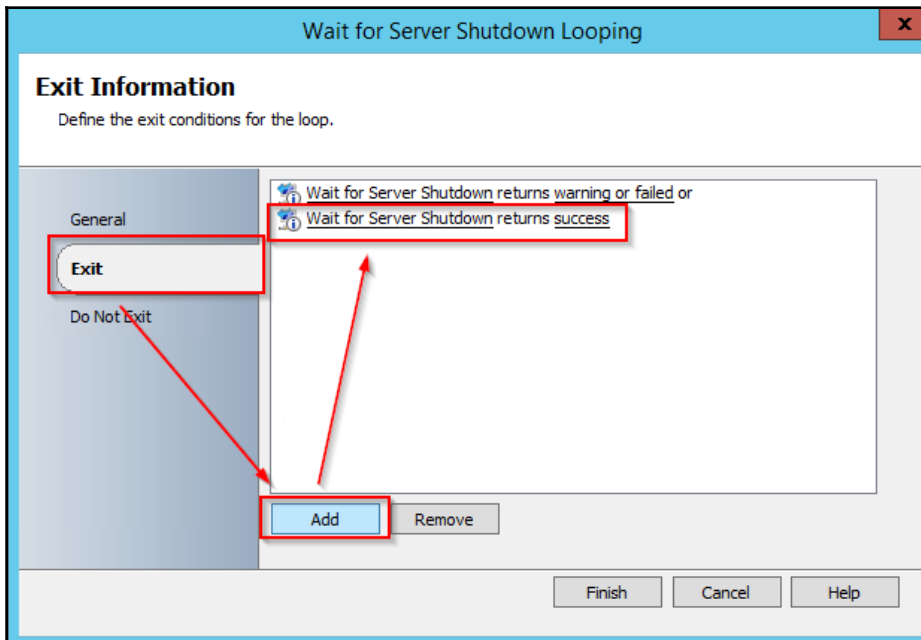 Wait for Server Shutdown Looping
x
Exit Information
Define the exit conditions for the loop.
General
Exit
Do Not Exit
Wait for Server Shutdown returns warning or failed or
Wait for Server Shutdown returns success
Add
Remove
Finish
Cancel
Help